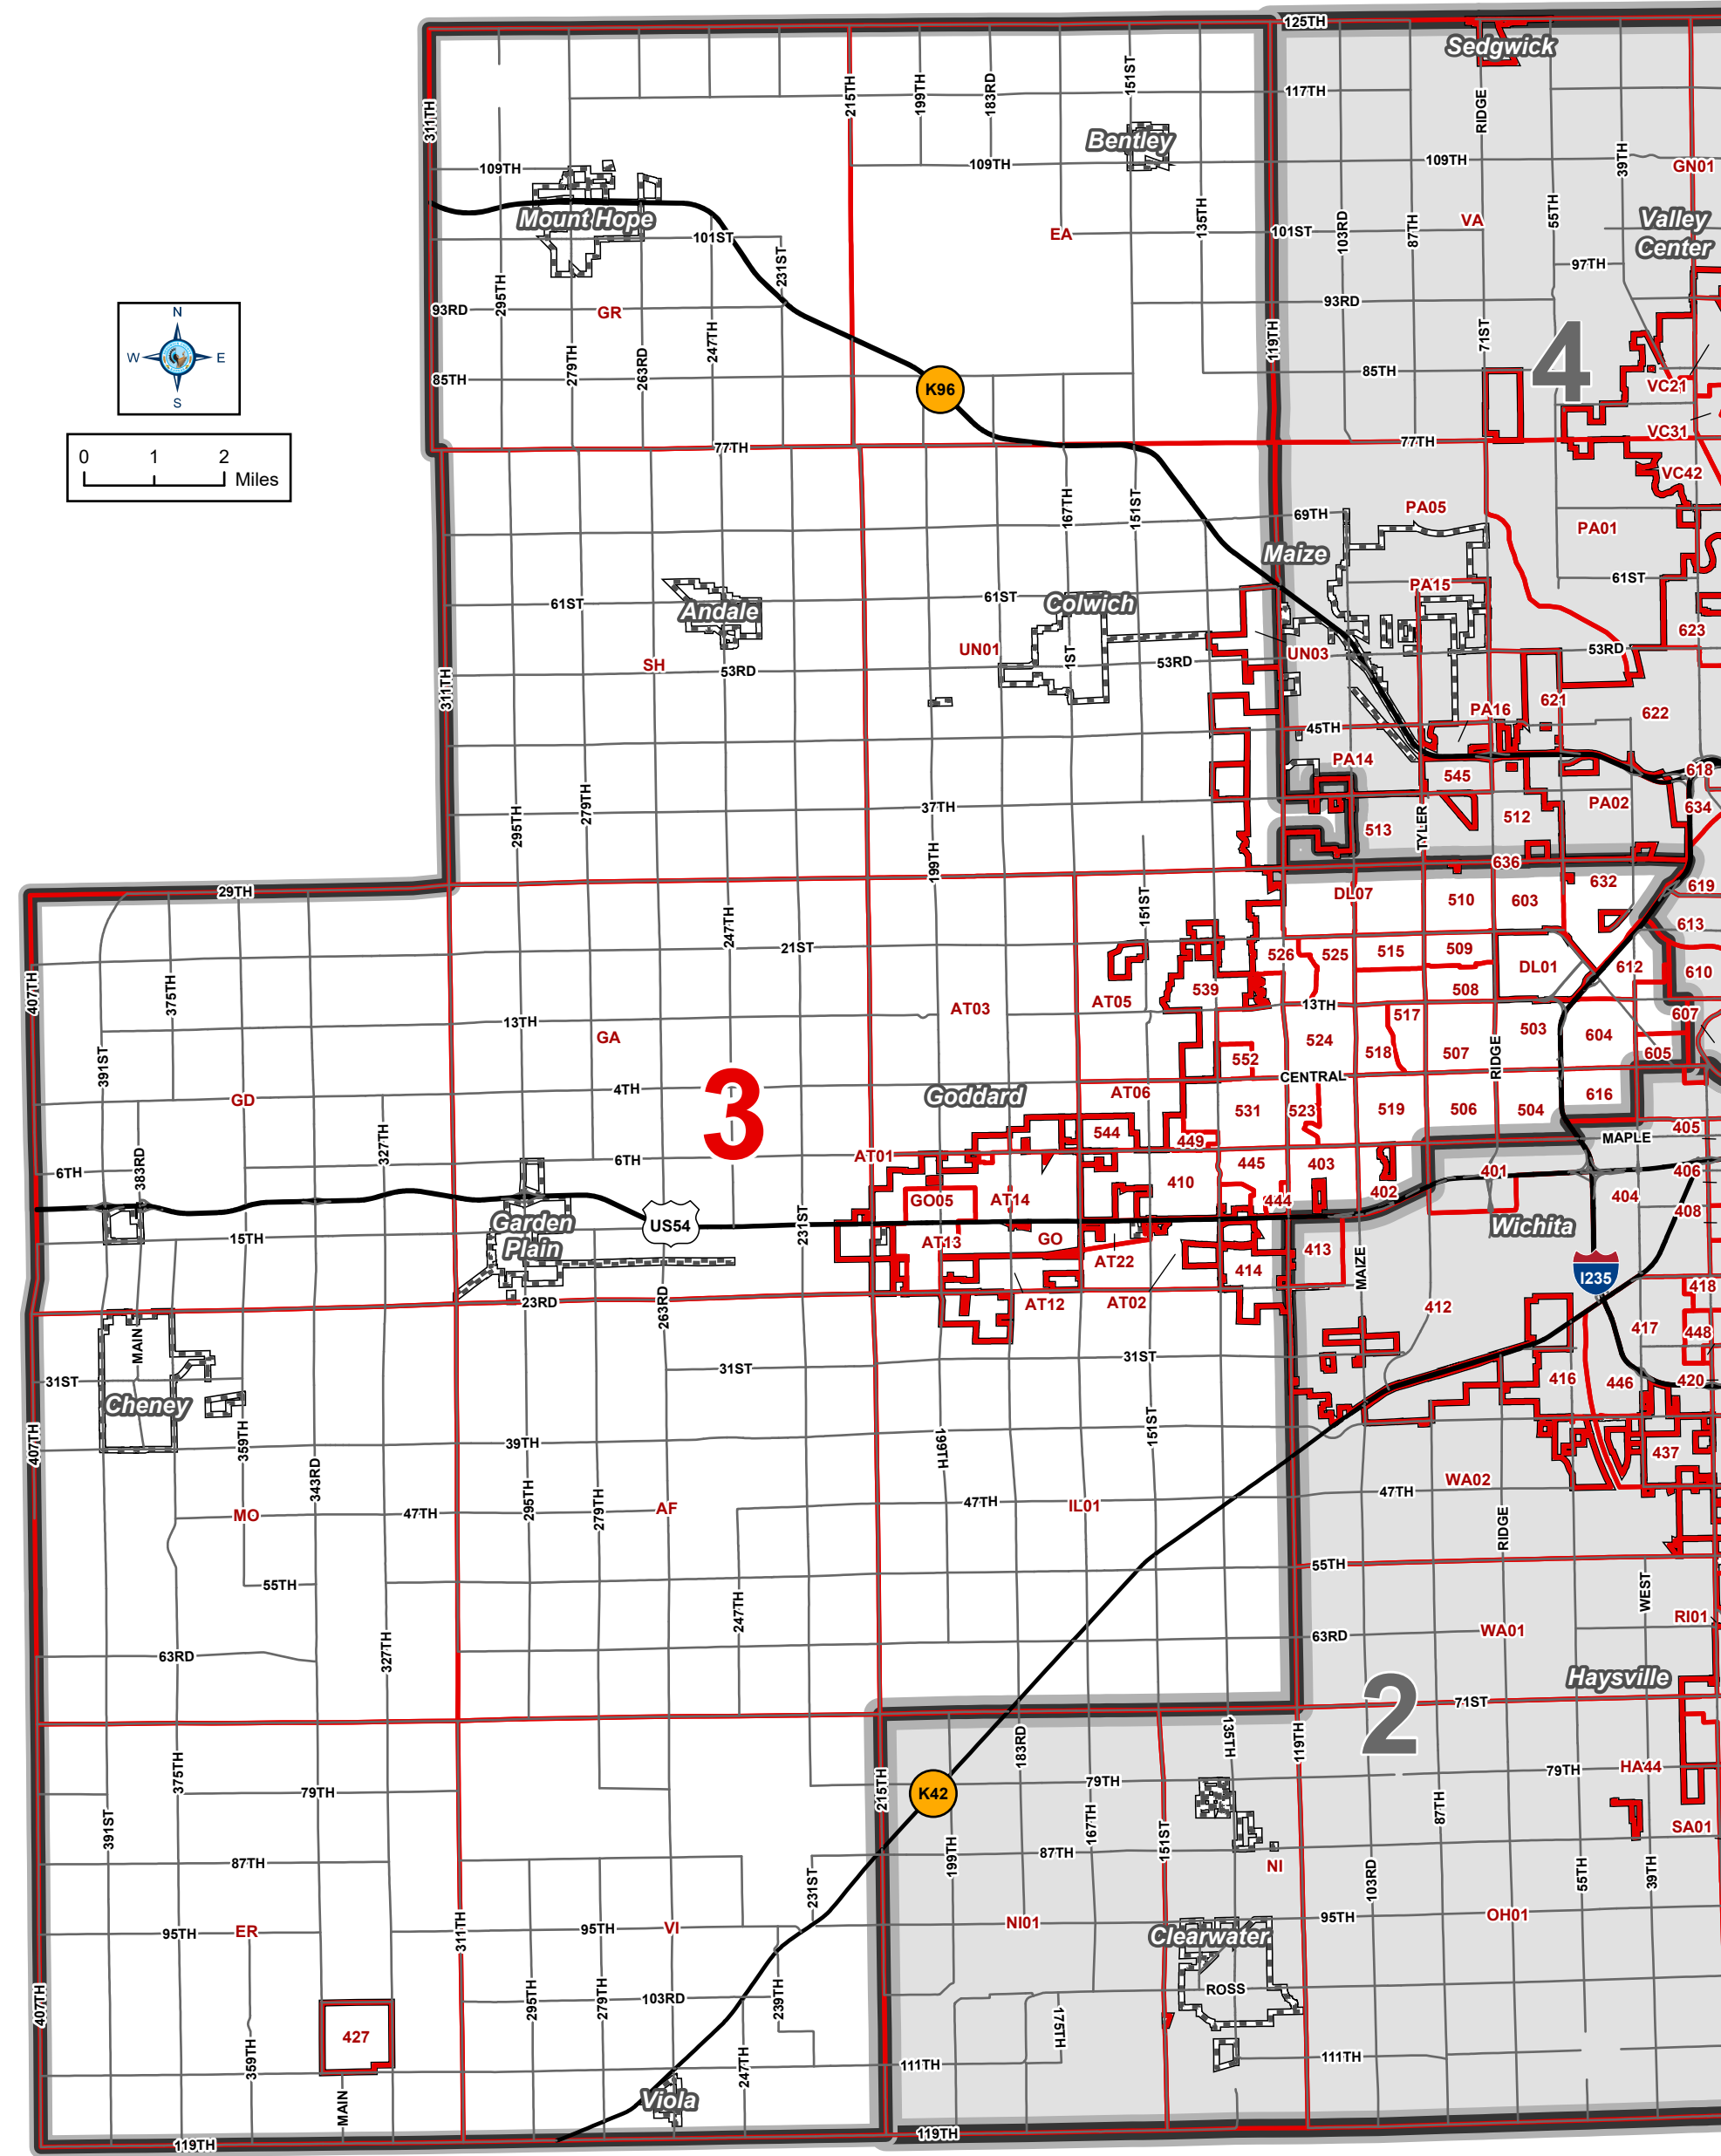 125TH
Sedgwick
311TH
215TH
199TH
183RD
151ST
117TH
RIDGE
Bentley
109TH
109TH
109TH
39TH
GN01
Mount Hope
101ST
231ST
EA
135TH
101ST
103RD
87TH
VA
55TH
Valley
Center
97TH
N
W E
S
295TH
93RD
GR
93RD
279TH
263RD
247TH
119TH
71ST
4
85TH
K96
85TH
VC21
VC31
0 1 2
Miles
77TH
77TH
VC42
167TH
151ST
69TH
PA05
PA01
Maize
61ST
PA15
61ST
Andale
61ST
Colwich
623
UN01
1ST
53RD
UN03
53RD
SH
53RD
311TH
621
PA16
622
45TH
PA14
545
618
279TH
295TH
37TH
TYLER
513
512
PA02
634
199TH
636
29TH
DL07
510
603
632
619
151ST
247TH
21ST
613
526
525
515
509
DL01
612
610
407TH
375TH
539
508
AT03
AT05
13TH
517
607
13TH
GA
524
503
604
391ST
552
518
507
RIDGE
605
4TH
3
Goddard
AT06
CENTRAL
616
GD
531
523
519
506
504
327TH
544
449
405
MAPLE
6TH
383RD
6TH
AT01
445
403
401
406
GO05
AT14
410
444
402
404
408
US54
Garden
Plain
231ST
Wichita
15TH
AT13
GO
AT22
413
MAIZE
414
I235
418
23RD
263RD
AT12
AT02
412
417
448
MAIN
31ST
31ST
31ST
416
446
420
Cheney
407TH
359TH
39TH
199TH
151ST
437
343RD
WA02
295TH
279TH
MO
47TH
AF
47TH
IL01
47TH
RIDGE
55TH
55TH
247TH
WEST
RI01
63RD
327TH
63RD
WA01
Haysville
2
71ST
375TH
183RD
135TH
119TH
79TH
215TH
K42
79TH
79TH
HA44
391ST
167TH
151ST
87TH
SA01
87TH
199TH
87TH
NI
231ST
103RD
55TH
39TH
95TH
ER
311TH
95TH
VI
NI01
Clearwater
95TH
OH01
407TH
427
295TH
279TH
103RD
239TH
ROSS
175TH
359TH
247TH
111TH
111TH
MAIN
Viola
119TH
119TH